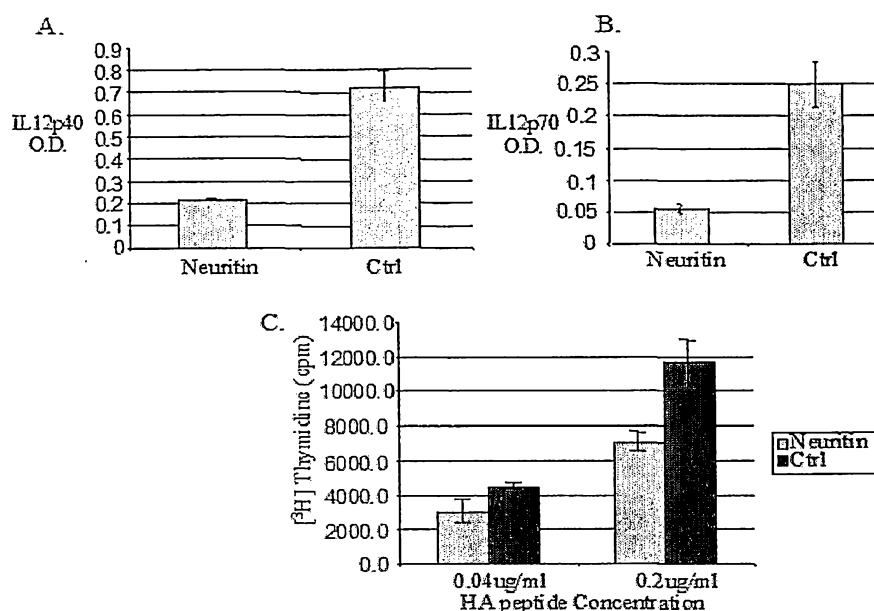 A.
0.9
0.8
0.7
0.6
0.5
0.4
0.3
0.2
0.1
0
IL12p40
O.D.
Neuritin Ctrl
B.
0.3
0.25
0.2
0.15
0.1
0.05
0
IL12p70
O.D.
Neuritin Ctrl
C.
14000.0
12000.0
10000.0
8000.0
6000.0
4000.0
2000.0
0.0
[³H] Thymidine (cpm)
0.04ug/ml 0.2ug/ml
HA peptide Concentration
Neuritin
Ctrl